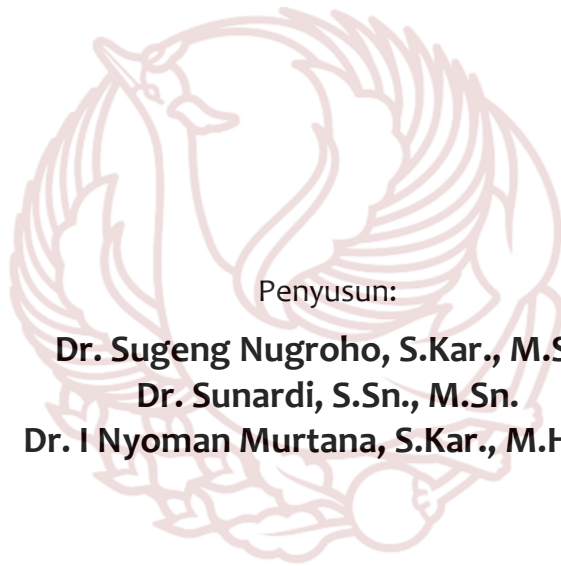 Penyusun:
Dr. Sugeng Nugroho, S.Kar., M.S
Dr. Sunardi, S.Sn., M.Sn.
Dr. I Nyoman Murtana, S.Kar., M.H